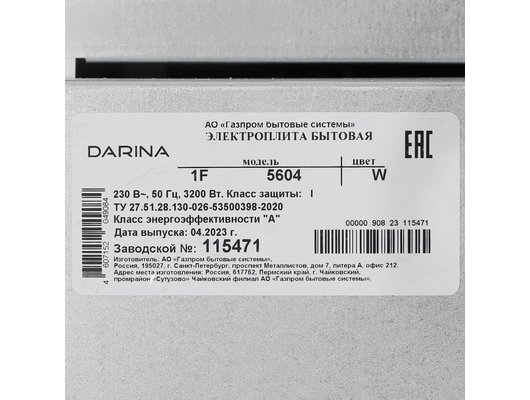 АО «Газпром бытовые системы»
ЭЛЕКТРОПЛИТА БЫТОВАЯ
EAC
DARINA
модель цвет
1F 5604 W
230 В~, 50 Гц, 3200 Вт. Класс защиты: I
ТУ 27.51.28.130-026-53500398-2020
Класс энергоэффективности "А"
Дата выпуска: 04.2023 г.
Заводской №: 115471
00000 908 23 115471
4 607152 049084
Изготовитель: АО «Газпром бытовые системы»,
Россия, 195027, г. Санкт-Петербург, проспект Металлистов, дом 7, литера А, офис 212.
Адрес места изготовления: Россия, 617762, Пермский край, г. Чайковский,
промрайон «Сутузово» Чайковский филиал АО «Газпром бытовые системы»